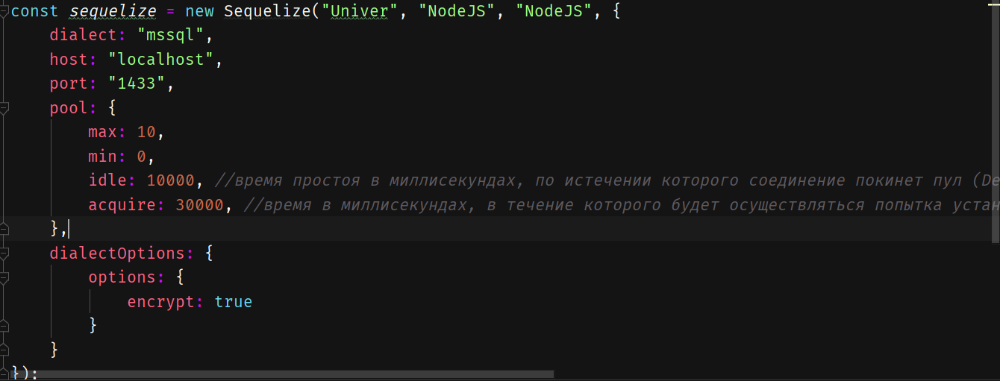 const sequelize = new Sequelize("Univer", "NodeJS", "NodeJS", {
dialect: "mssql",
host: "localhost",
port: "1433",
pool: {
max: 10,
min: 0,
idle: 10000, //время простоя в миллисекундах, по истечении которого соединение покинет пул (De
acquire: 30000, //время в миллисекундах, в течение которого будет осуществляться попытка устан
},
dialectOptions: {
options: {
encrypt: true
}
}
});